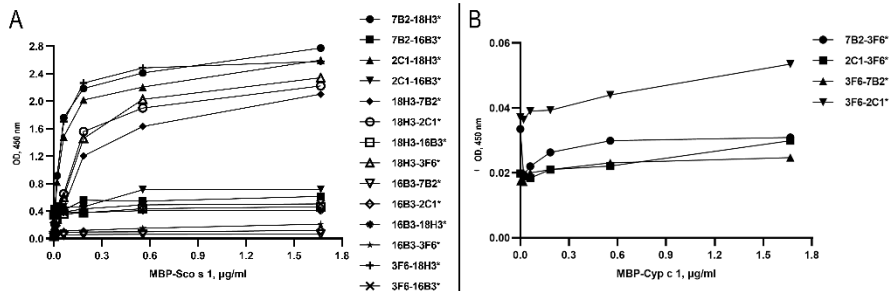 A
2.8
2.4
2.0
1.6
1.2
0.8
0.4
0.0
OD, 450 nm
0.0 0.3 0.6 0.9 1.2 1.5 1.8
MBP-Sco s 1, µg/ml
7B2-18H3*
7B2-16B3*
2C1-18H3*
2C1-16B3*
18H3-7B2*
18H3-2C1*
18H3-16B3*
18H3-3F6*
16B3-7B2*
16B3-2C1*
16B3-18H3*
16B3-3F6*
3F6-18H3*
3F6-16B3*
B
0.06
0.04
0.02
0.00
OD, 450 nm
0.0 0.3 0.6 0.9 1.2 1.5 1.8
MBP-Cyp c 1, µg/ml
7B2-3F6*
2C1-3F6*
3F6-7B2*
3F6-2C1*